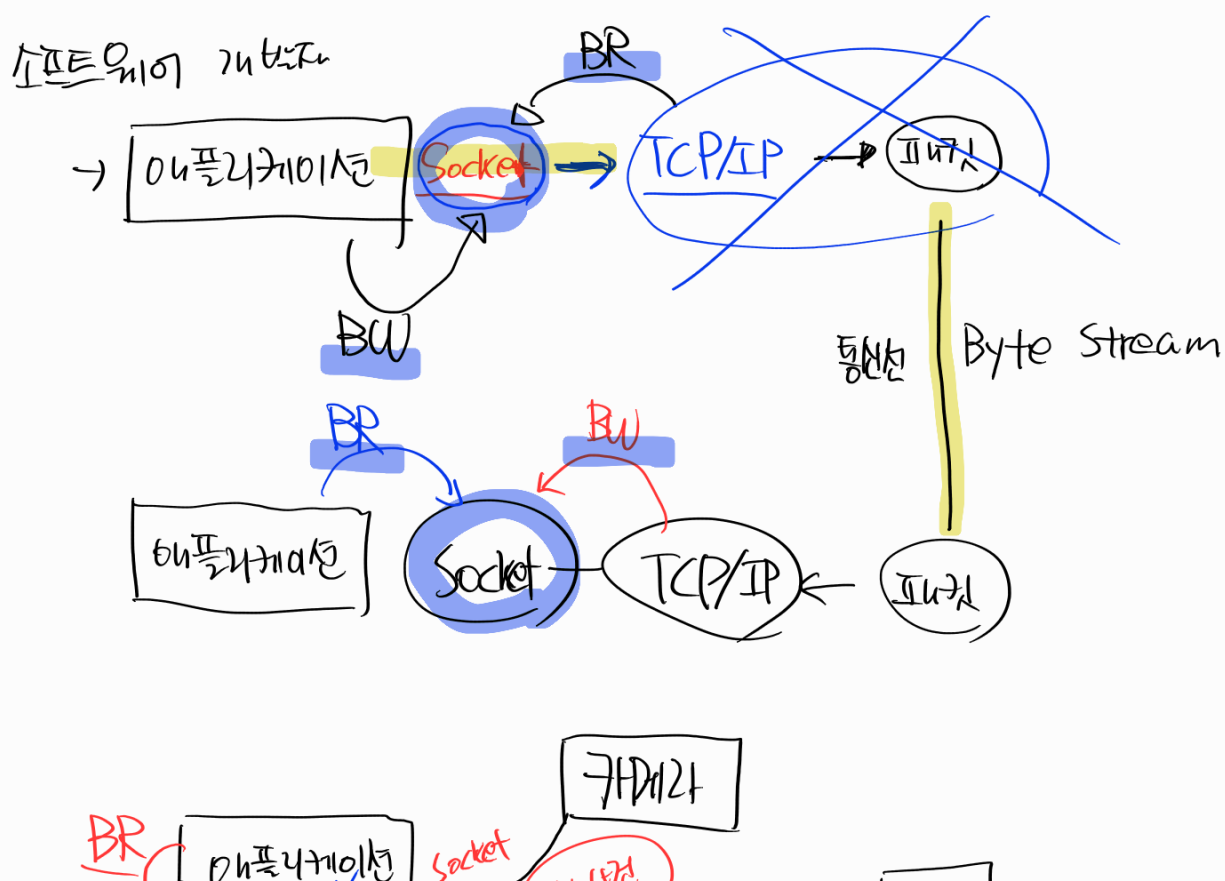 소프트웨어 개발자
BR
→ 애플리케이션
Socket
TCP/IP
패킷
BW
통신선
Byte Stream
BR
BW
애플리케이션
Socket
TCP/IP
패킷
카메라
BR
애플리케이션
Socket